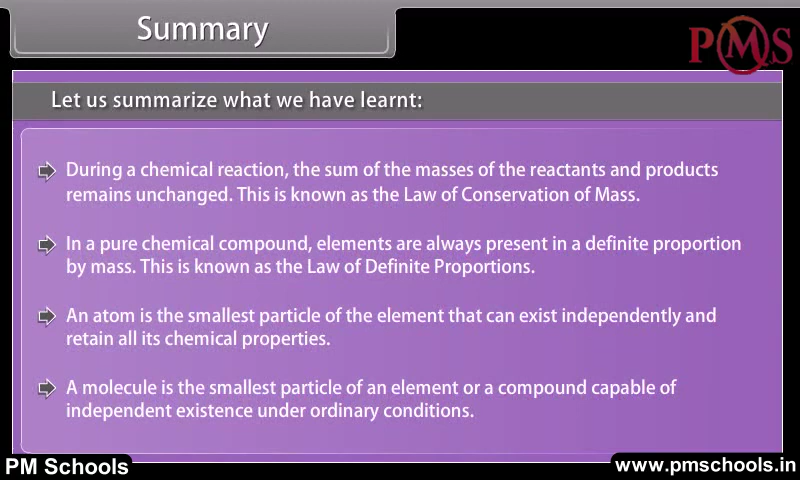 Summary
PMS
Let us summarize what we have learnt:
During a chemical reaction, the sum of the masses of the reactants and products
remains unchanged. This is known as the Law of Conservation of Mass.
In a pure chemical compound, elements are always present in a definite proportion
by mass. This is known as the Law of Definite Proportions.
An atom is the smallest particle of the element that can exist independently and
retain all its chemical properties.
A molecule is the smallest particle of an element or a compound capable of
independent existence under ordinary conditions.
PM Schools
www.pmschools.in